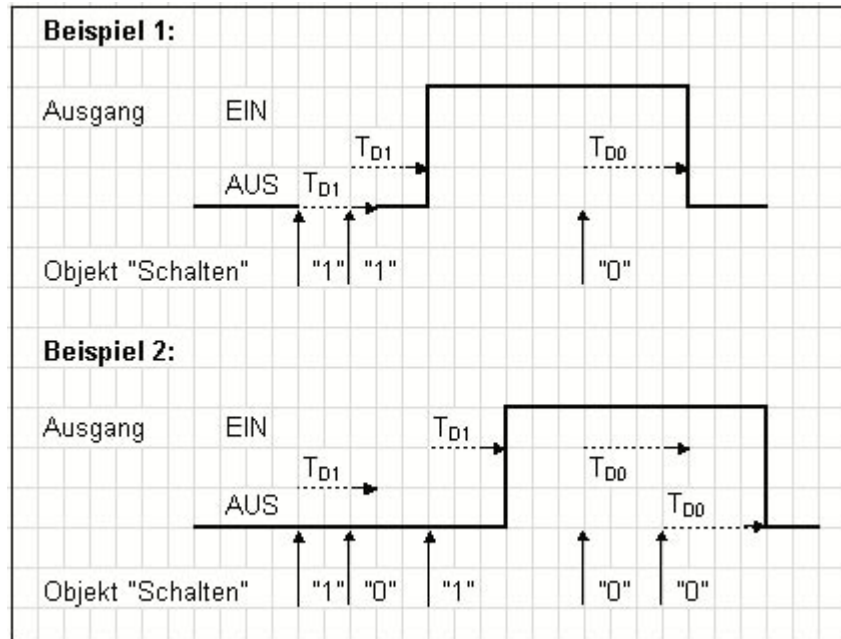 Beispiel 1:
Ausgang EIN
TD1 TD0
AUS TD1
Objekt "Schalten" "1" "1" "0"
Beispiel 2:
Ausgang EIN TD1
TD1 TD0
AUS TD0
Objekt "Schalten" "1" "0" "1" "0" "0"